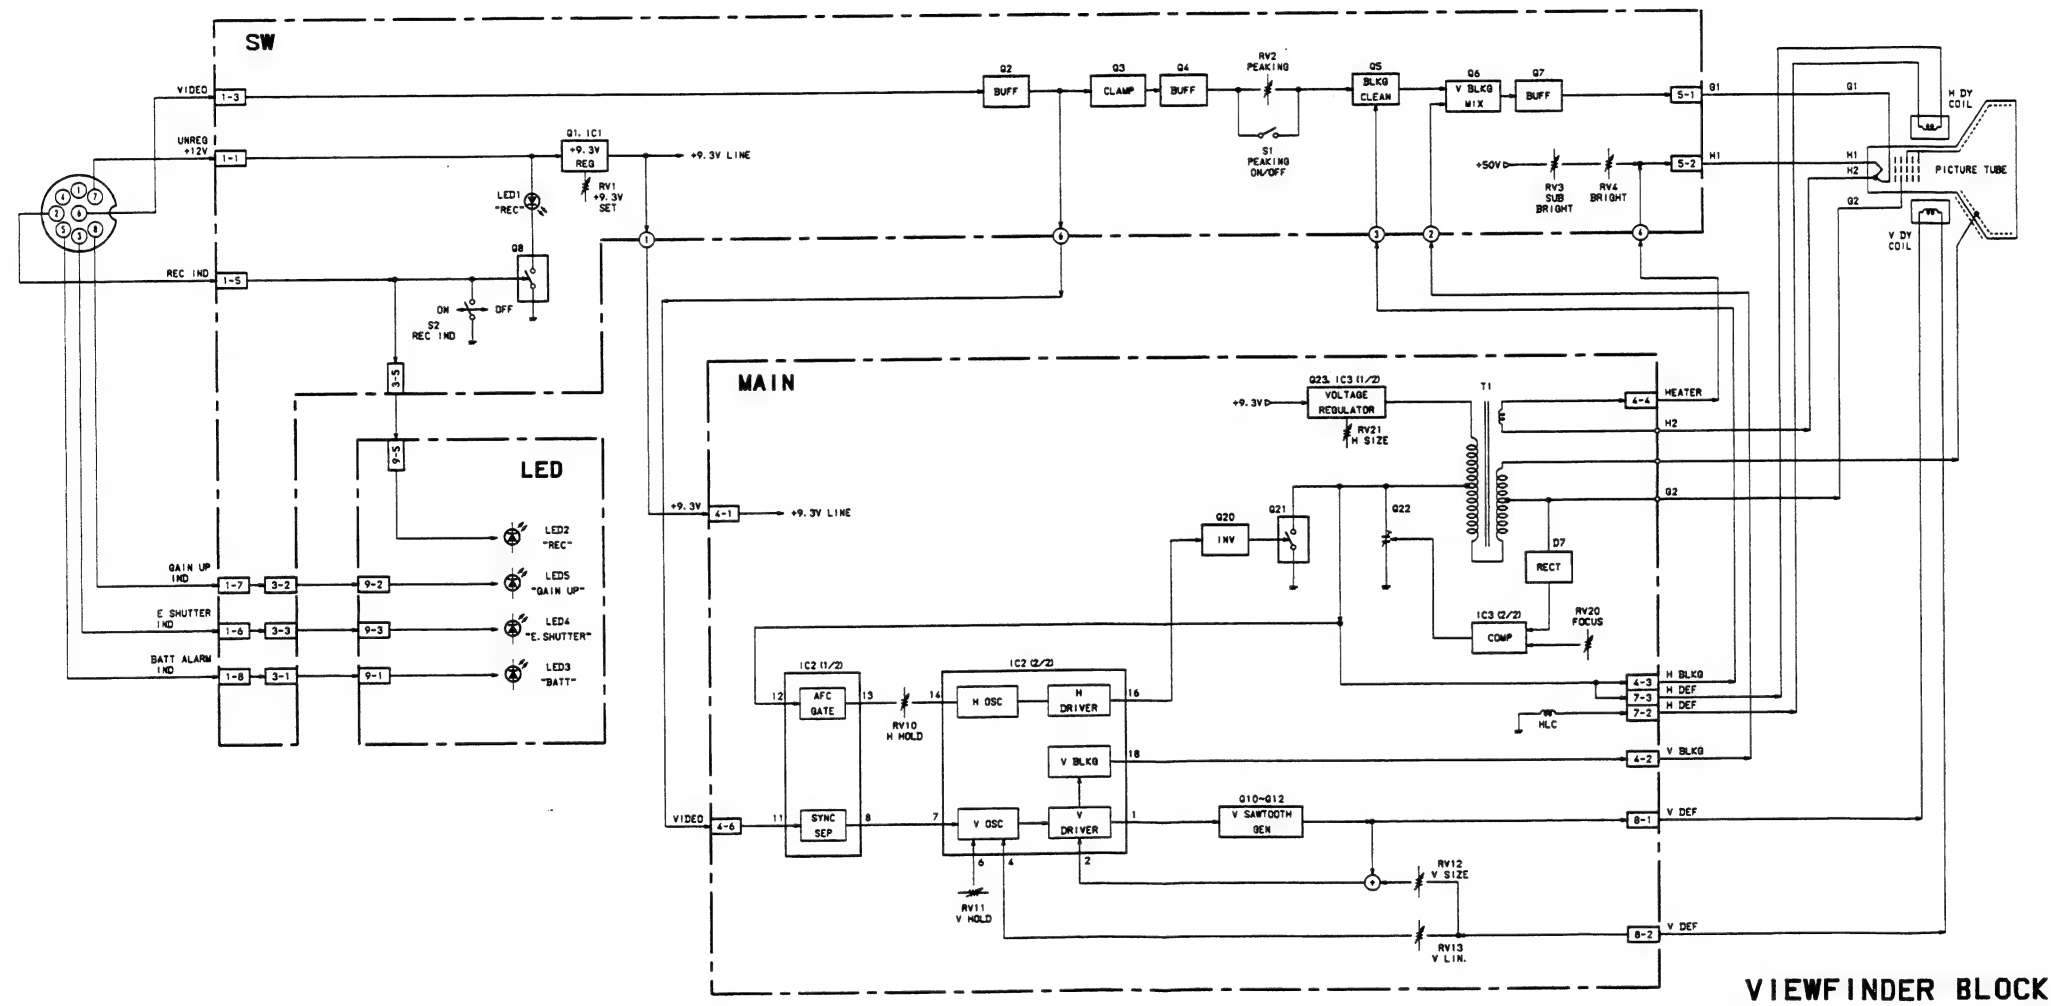 SW
VIDEO
1-3
Q2
BUFF
Q3
CLAMP
Q4
BUFF
RV2
PEAKING
S1
PEAKING
ON/OFF
Q5
BLKG
CLEAN
Q6
V BLKG
MIX
Q7
BUFF
5-1
G1
G1
H DY
COIL
UNREG
+12V
1-1
Q1, IC1
+9.3V
REG
+9.3V LINE
RV1
+9.3V
SET
LED1
"REC"
+50V
RV3
SUB
BRIGHT
RV4
BRIGHT
5-2
H1
H1
H2
G2
PICTURE TUBE
V DY
COIL
1
4
7
2
6
5
3
8
1
6
3
2
4
Q8
REC IND
1-5
ON
OFF
S2
REC IND
3-5
MAIN
+9.3V
Q23, IC3 (1/2)
VOLTAGE
REGULATOR
RV21
H SIZE
T1
4-4
HEATER
H2
G2
LED
9-5
+9.3V
4-1
+9.3V LINE
Q20
INV
Q21
Q22
D7
RECT
IC3 (2/2)
COMP
RV20
FOCUS
LED2
"REC"
GAIN UP
IND
1-7
3-2
9-2
LED5
"GAIN UP"
E SHUTTER
IND
1-6
3-3
9-3
LED4
"E.SHUTTER"
BATT ALARM
IND
1-8
3-1
9-1
LED3
"BATT"
IC2 (1/2)
12
AFC
GATE
13
RV10
H HOLD
IC2 (2/2)
14
H OSC
H
DRIVER
16
4-3
H BLKG
7-3
H DEF
7-2
H DEF
HLC
V BLKG
18
4-2
V BLKG
VIDEO
4-6
11
SYNC
SEP
8
7
V OSC
V
DRIVER
1
Q10~Q12
V SAWTOOTH
GEN
8-1
V DEF
6
4
2
RV11
V HOLD
+
RV12
V SIZE
RV13
V LIN.
8-2
V DEF
VIEWFINDER BLOCK